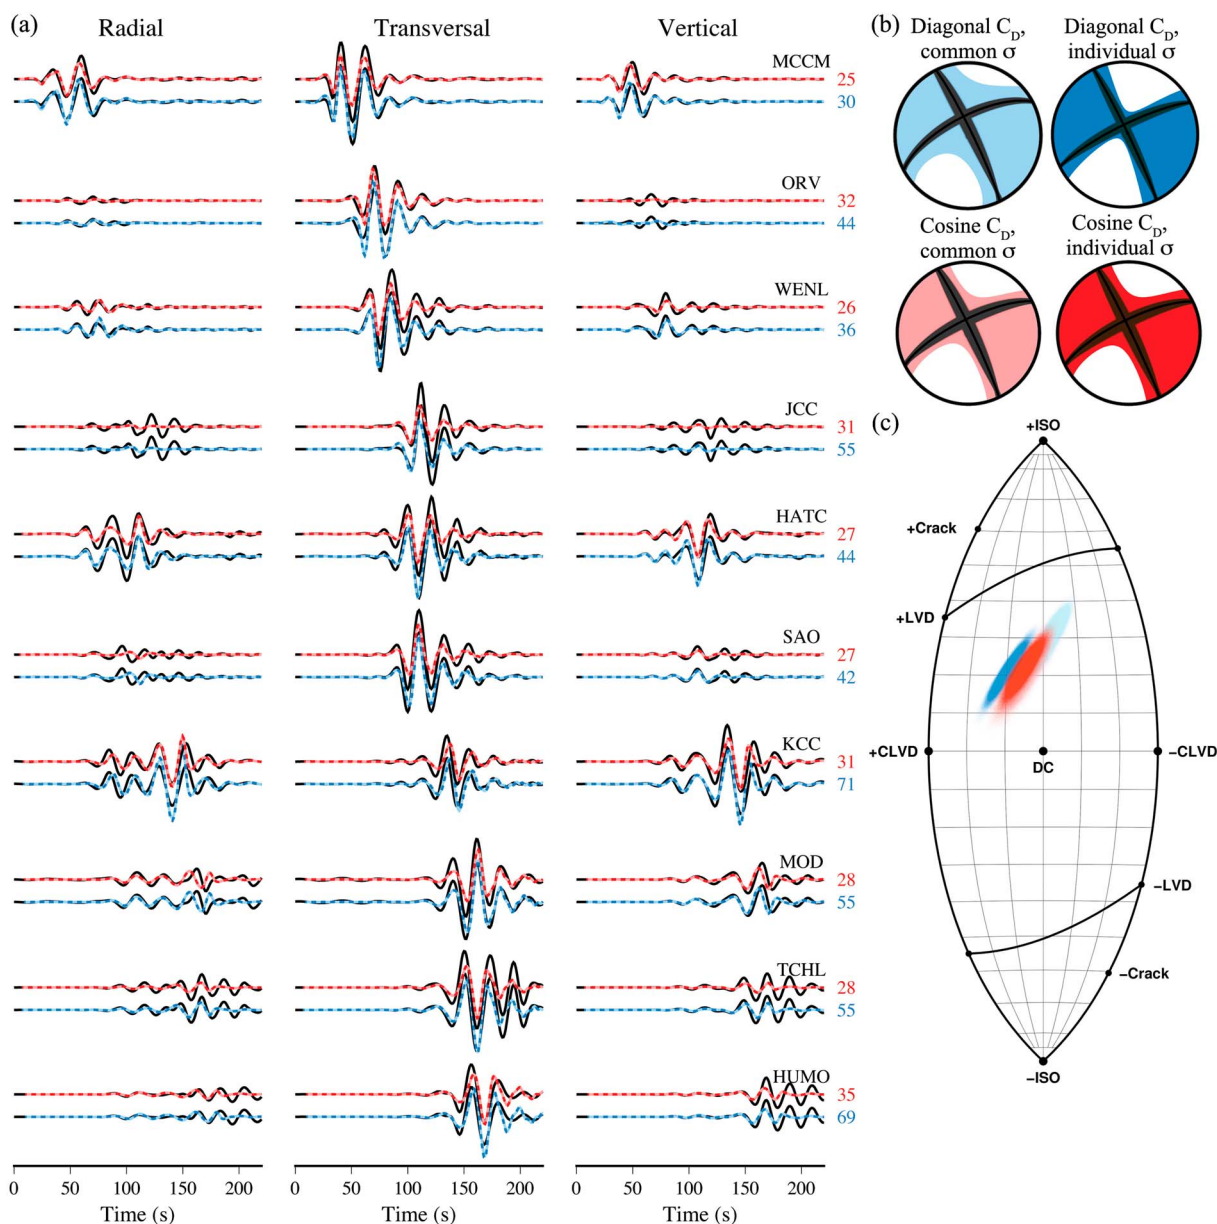 (a)
Radial
Transversal
Vertical
MCCM
25
30
ORV
32
44
WENL
26
36
JCC
31
55
HATC
27
44
SAO
27
42
KCC
31
71
MOD
28
55
TCHL
28
55
HUMO
35
69
0 50 100 150 200
0 50 100 150 200
0 50 100 150 200
Time (s)
Time (s)
Time (s)
(b)
Diagonal C_D,
common σ
Diagonal C_D,
individual σ
Cosine C_D,
common σ
Cosine C_D,
individual σ
(c)
+ISO
+Crack
+LVD
+CLVD
DC
−CLVD
−LVD
−Crack
−ISO